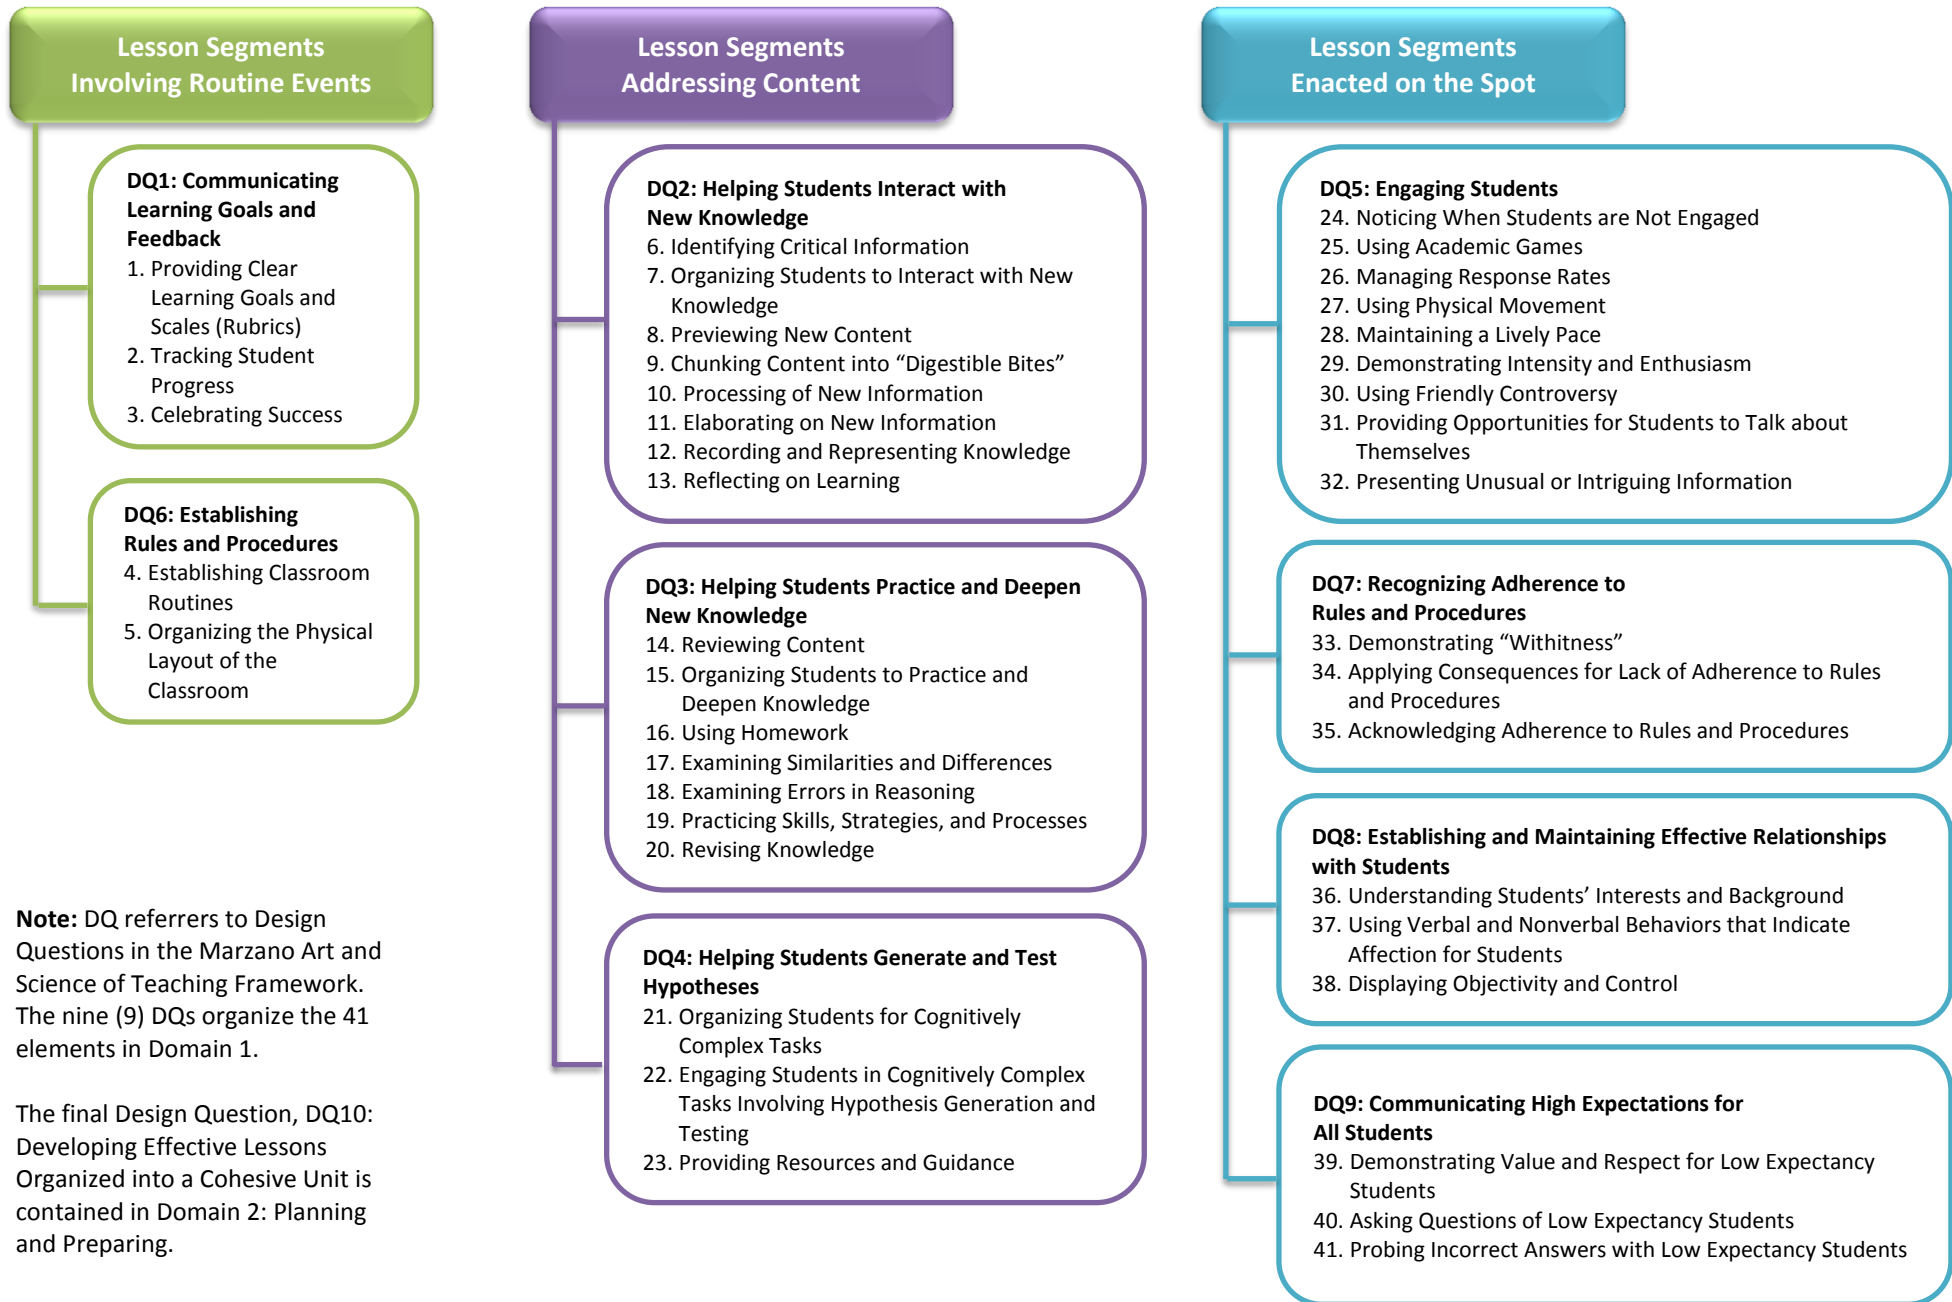 Lesson Segments
Involving Routine Events
DQ1: Communicating
Learning Goals and
Feedback
1. Providing Clear
Learning Goals and
Scales (Rubrics)
2. Tracking Student
Progress
3. Celebrating Success
DQ6: Establishing
Rules and Procedures
4. Establishing Classroom
Routines
5. Organizing the Physical
Layout of the
Classroom
Note: DQ referrers to Design
Questions in the Marzano Art and
Science of Teaching Framework.
The nine (9) DQs organize the 41
elements in Domain 1.
The final Design Question, DQ10:
Developing Effective Lessons
Organized into a Cohesive Unit is
contained in Domain 2: Planning
and Preparing.
Lesson Segments
Addressing Content
DQ2: Helping Students Interact with
New Knowledge
6. Identifying Critical Information
7. Organizing Students to Interact with New
Knowledge
8. Previewing New Content
9. Chunking Content into “Digestible Bites”
10. Processing of New Information
11. Elaborating on New Information
12. Recording and Representing Knowledge
13. Reflecting on Learning
DQ3: Helping Students Practice and Deepen
New Knowledge
14. Reviewing Content
15. Organizing Students to Practice and
Deepen Knowledge
16. Using Homework
17. Examining Similarities and Differences
18. Examining Errors in Reasoning
19. Practicing Skills, Strategies, and Processes
20. Revising Knowledge
DQ4: Helping Students Generate and Test
Hypotheses
21. Organizing Students for Cognitively
Complex Tasks
22. Engaging Students in Cognitively Complex
Tasks Involving Hypothesis Generation and
Testing
23. Providing Resources and Guidance
Lesson Segments
Enacted on the Spot
DQ5: Engaging Students
24. Noticing When Students are Not Engaged
25. Using Academic Games
26. Managing Response Rates
27. Using Physical Movement
28. Maintaining a Lively Pace
29. Demonstrating Intensity and Enthusiasm
30. Using Friendly Controversy
31. Providing Opportunities for Students to Talk about
Themselves
32. Presenting Unusual or Intriguing Information
DQ7: Recognizing Adherence to
Rules and Procedures
33. Demonstrating “Withitness”
34. Applying Consequences for Lack of Adherence to Rules
and Procedures
35. Acknowledging Adherence to Rules and Procedures
DQ8: Establishing and Maintaining Effective Relationships
with Students
36. Understanding Students’ Interests and Background
37. Using Verbal and Nonverbal Behaviors that Indicate
Affection for Students
38. Displaying Objectivity and Control
DQ9: Communicating High Expectations for
All Students
39. Demonstrating Value and Respect for Low Expectancy
Students
40. Asking Questions of Low Expectancy Students
41. Probing Incorrect Answers with Low Expectancy Students